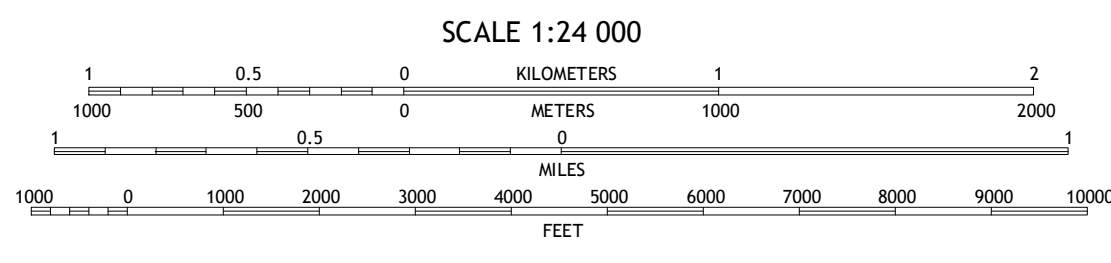 SCALE 1:24 000
1 0.5 0 KILOMETERS 1 2
1000 500 0 METERS 1000 2000
1 0.5 0 1
MILES
1000 0 1000 2000 3000 4000 5000 6000 7000 8000 9000 10000
FEET